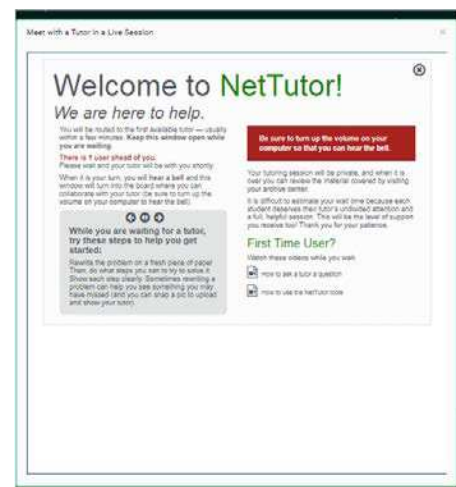 Meet with a Tutor in a Live Session
Welcome to NetTutor!
We are here to help.
You will be routed to the first available tutor — usually
within a few minutes. Keep this window open while
you are waiting.
There is 1 user ahead of you.
Please wait and your tutor will be with you shortly.
When it is your turn, you will hear a bell and this
window will turn into the board where you can
collaborate with your tutor (be sure to turn up the
volume on your computer to hear the bell).
While you are waiting for a tutor,
try these steps to help you get
started:
Rewrite the problem on a fresh piece of paper.
Then, do what steps you can to try to solve it.
Show each step clearly. Sometimes rewriting a
problem can help you see something you may
have missed (and you can snap a pic to upload
and show your tutor).
Be sure to turn up the volume on your
computer so that you can hear the bell.
Your tutoring session will be private, and when it is
over you can review the material covered by visiting
your archive center.
It is difficult to estimate your wait time because each
student deserves their tutor's undivided attention and
a full, helpful session. This will be the level of support
you receive too! Thank you for your patience.
First Time User?
Watch these videos while you wait:
How to ask a tutor a question
How to use the NetTutor tools